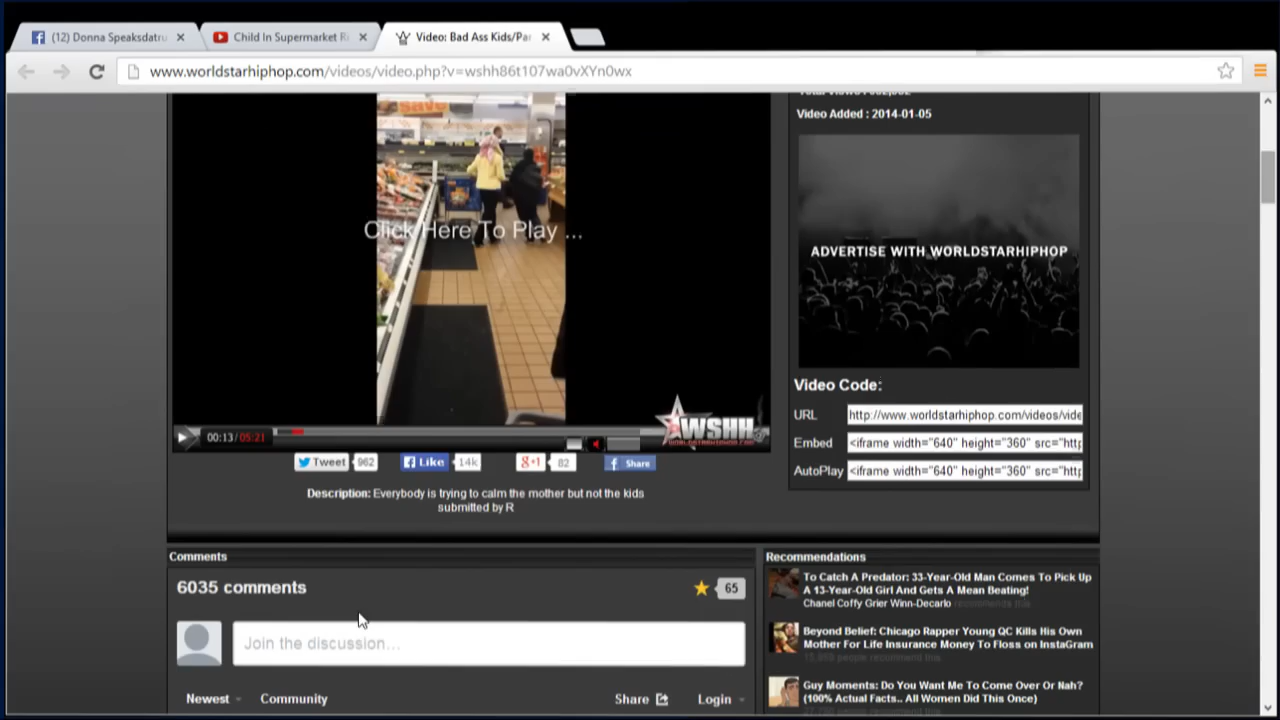 (12) Donna Speaksdatru
Child In Supermarket R
Video: Bad Ass Kids/Par
www.worldstarhiphop.com/videos/video.php?v=wshh86t107wa0vXYn0wx
Video Added : 2014-01-05
save
Click Here To Play ...
ADVERTISE WITH WORLDSTARHIPHOP
Video Code:
URL http://www.worldstarhiphop.com/videos/vide
Embed <iframe width="640" height="360" src="http
AutoPlay <iframe width="640" height="360" src="http
WSHH
00:13 / 05:21
Tweet 962 Like 14k +1 82 Share
Description: Everybody is trying to calm the mother but not the kids
submitted by R
Comments
6035 comments 65
Join the discussion...
Newest Community Share Login
Recommendations
To Catch A Predator: 33-Year-Old Man Comes To Pick Up
A 13-Year-Old Girl And Gets A Mean Beating!
Chanel Coffy Grier Winn-Decarlo recommends this.
Beyond Belief: Chicago Rapper Young QC Kills His Own
Mother For Life Insurance Money To Floss on InstaGram
people recommend this.
Guy Moments: Do You Want Me To Come Over Or Nah?
(100% Actual Facts.. All Women Did This Once)